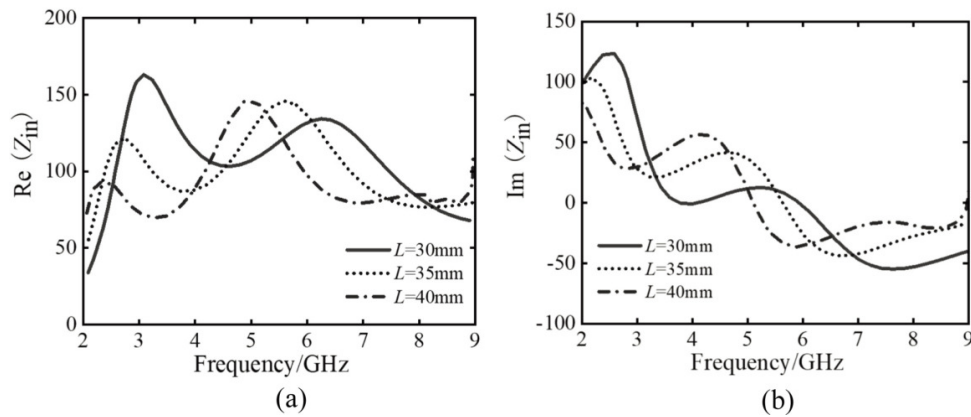 200
150
100
50
0
Re (Z_in)
L=30mm
L=35mm
L=40mm
2 3 4 5 6 7 8 9
Frequency/GHz
(a)
150
100
50
0
-50
-100
Im (Z_in)
L=30mm
L=35mm
L=40mm
2 3 4 5 6 7 8 9
Frequency/GHz
(b)